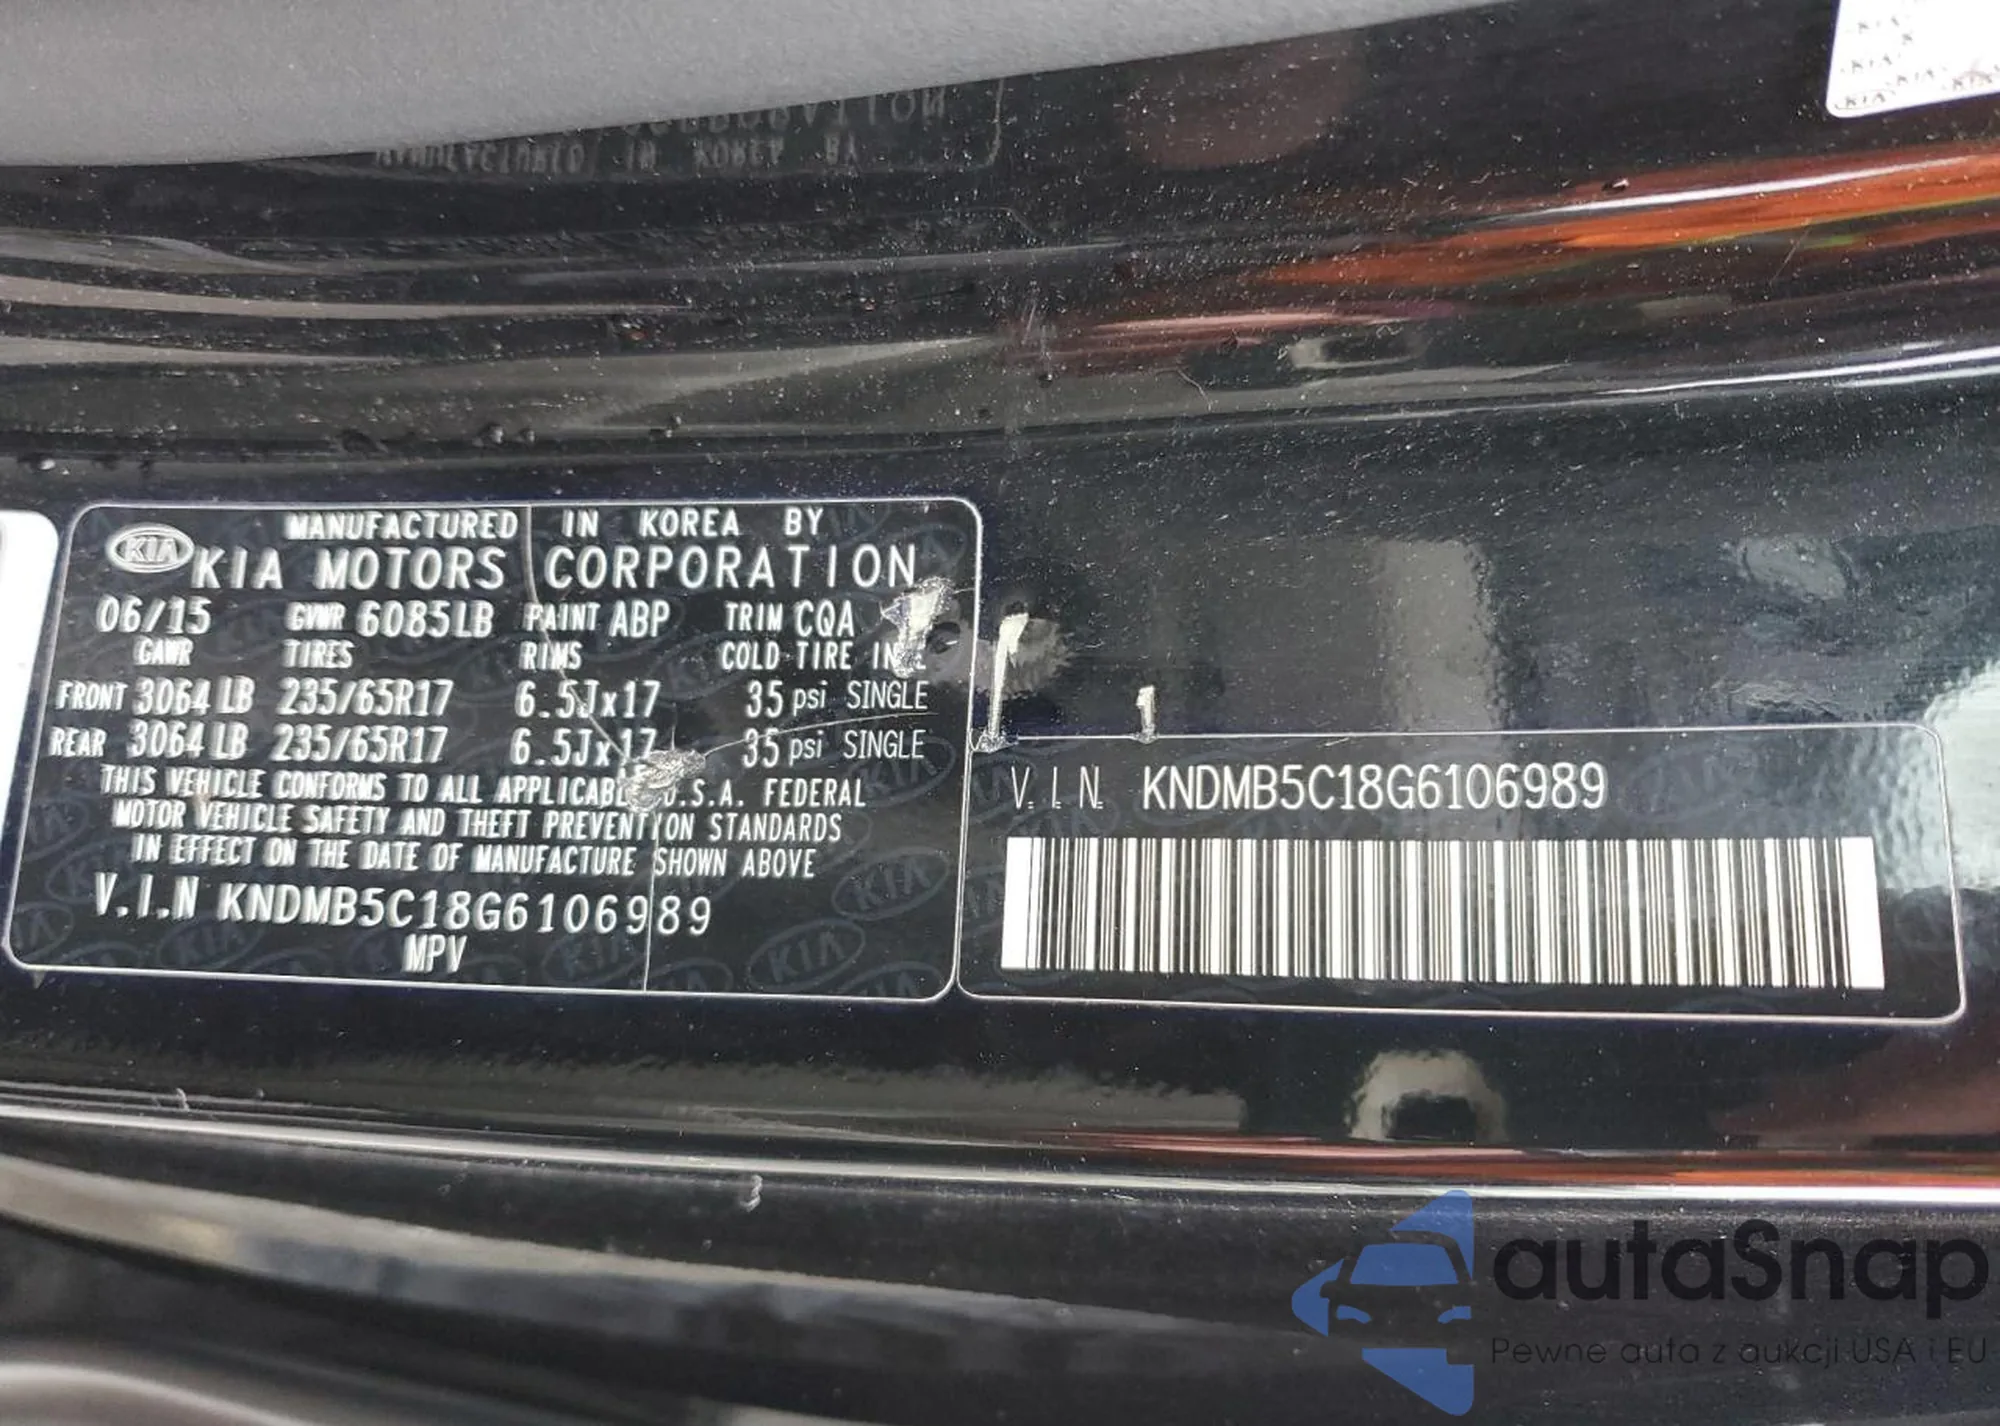 MANUFACTURED IN KOREA BY
KIA KIA MOTORS CORPORATION
06/15 GVWR 6085LB PAINT ABP TRIM CQA
GAWR TIRES RIMS COLD TIRE
FRONT 3064 LB 235/65R17 6.5Jx17 35 psi SINGLE
REAR 3064 LB 235/65R17 6.5Jx17 35 psi SINGLE
THIS VEHICLE CONFORMS TO ALL APPLICABLE U.S.A. FEDERAL
MOTOR VEHICLE SAFETY AND THEFT PREVENTION STANDARDS
IN EFFECT ON THE DATE OF MANUFACTURE SHOWN ABOVE
V.I.N KNDMB5C18G6106989
MPV
V.I.N. KNDMB5C18G6106989
autaSnap
Pewne auta z aukcji USA i EU